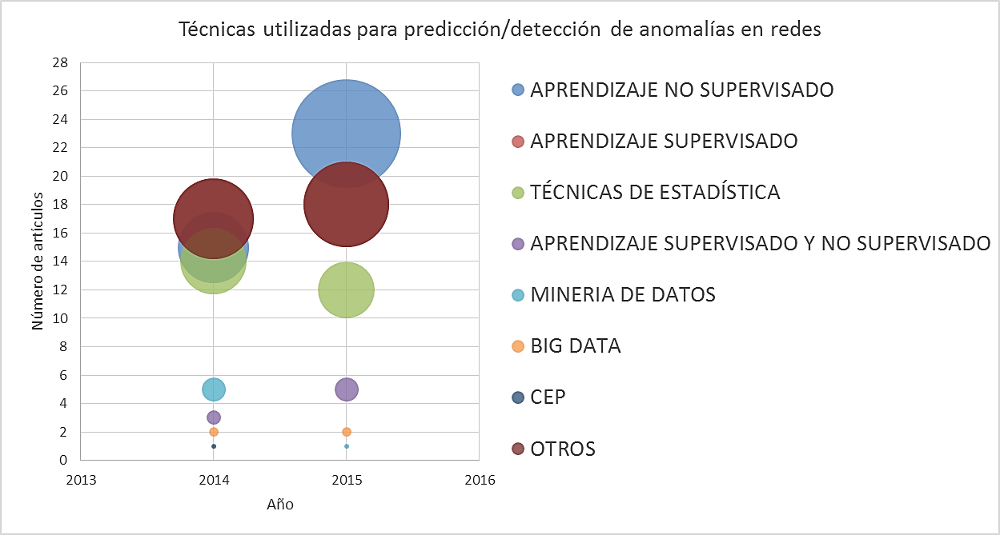 Técnicas utilizadas para predicción/detección de anomalías en redes
28
26
24
22
20
18
16
14
12
10
8
6
4
2
0
Número de artículos
2013 2014 2015 2016
Año
APRENDIZAJE NO SUPERVISADO
APRENDIZAJE SUPERVISADO
TÉCNICAS DE ESTADÍSTICA
APRENDIZAJE SUPERVISADO Y NO SUPERVISADO
MINERIA DE DATOS
BIG DATA
CEP
OTROS